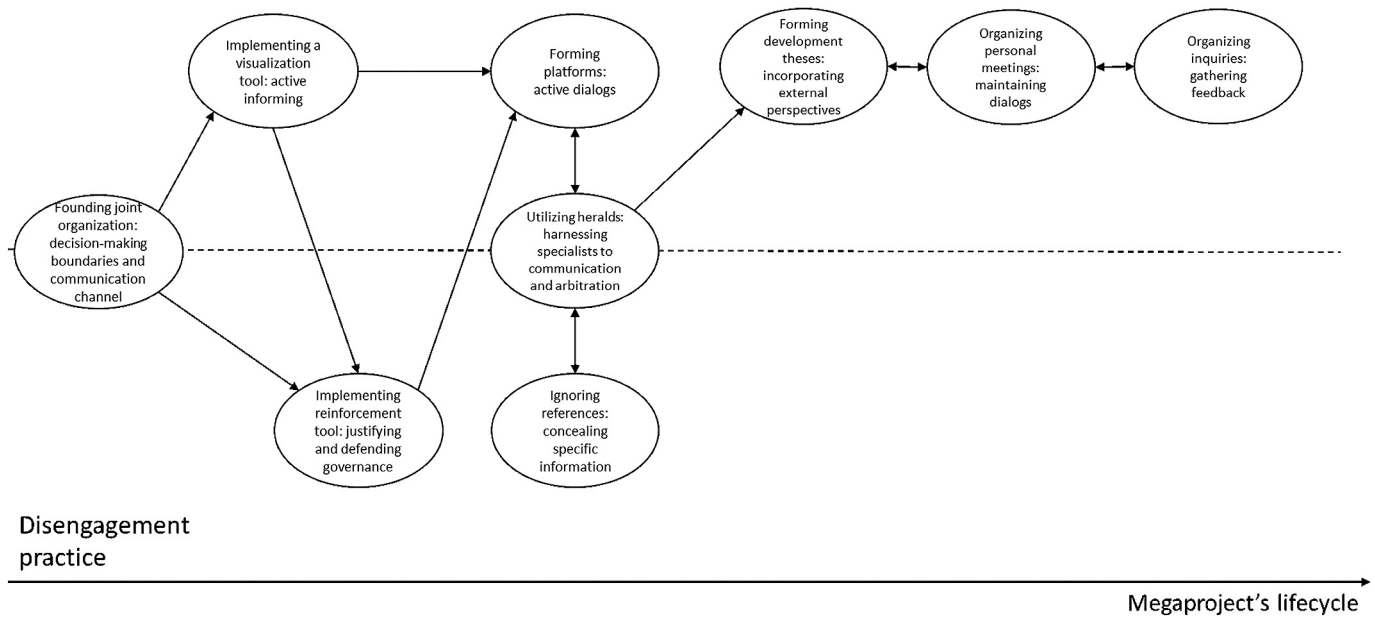 Implementing a
visualization
tool: active
informing
Forming
platforms:
active dialogs
Forming
development
theses:
incorporating
external
perspectives
Organizing
personal
meetings:
maintaining
dialogs
Organizing
inquiries:
gathering
feedback
Founding joint
organization:
decision-making
boundaries and
communication
channel
Utilizing heralds:
harnessing
specialists to
communication
and arbitration
Implementing
reinforcement
tool: justifying
and defending
governance
Ignoring
references:
concealing
specific
information
Disengagement
practice
Megaproject's lifecycle